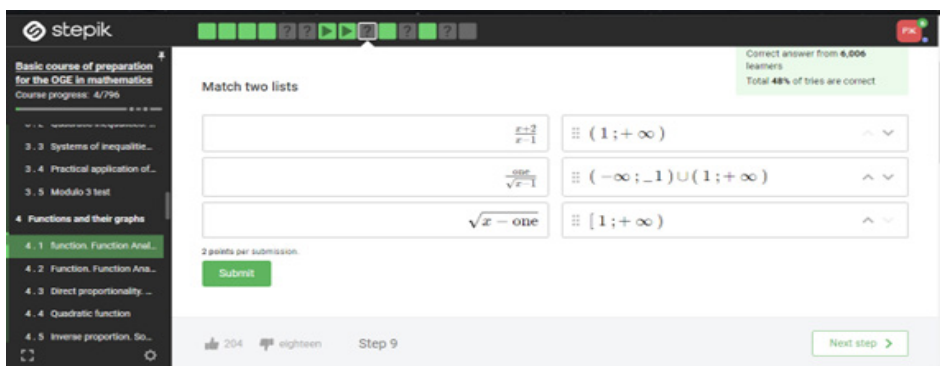 stepik
Basic course of preparation
for the OGE in mathematics
Course progress: 4/796
3.3 Systems of inequalitie...
3.4 Practical application of...
3.5 Modulo 3 test
4 Functions and their graphs
4.1 function. Function Anal...
4.2 Function. Function Ana...
4.3 Direct proportionality. ...
4.4 Quadratic function
4.5 Inverse proportion. So...
? ? ? ? ?
PK
Correct answer from 6,006
learners
Total 48% of tries are correct
Match two lists
x+2/x−1
(1;+∞)
one/√x−1
(−∞;_1)∪(1;+∞)
√x − one
[1;+∞)
2 points per submission.
Submit
204 eighteen Step 9
Next step